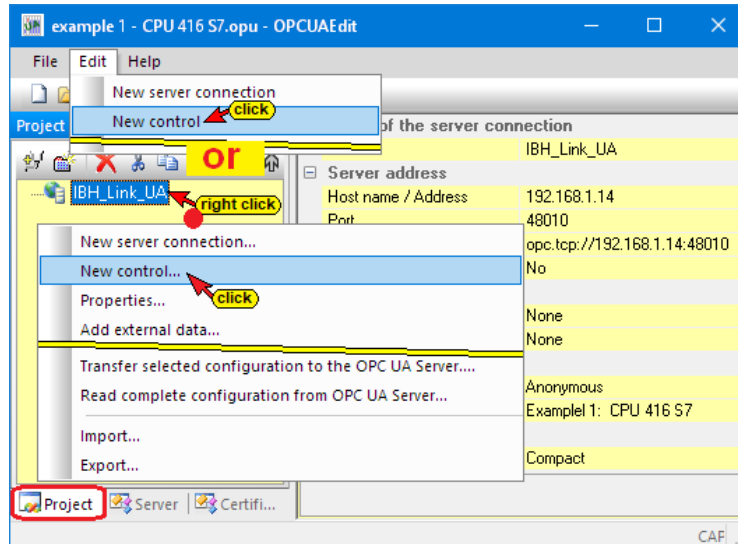 example 1 - CPU 416 S7.opu - OPCUAEdit
File Edit Help
New server connection
New control click
Project
of the server connection
or
IBH_Link_UA
Server address
IBH_Link_UA right click
Host name / Address 192.168.1.14
Port 48010
New server connection...
opc.tcp://192.168.1.14:48010
New control...
No
click
Properties...
None
Add external data...
None
Transfer selected configuration to the OPC UA Server....
Anonymous
Read complete configuration from OPC UA Server...
Examplel 1: CPU 416 S7
Import...
Compact
Export...
Project Server Certifi...
CAF